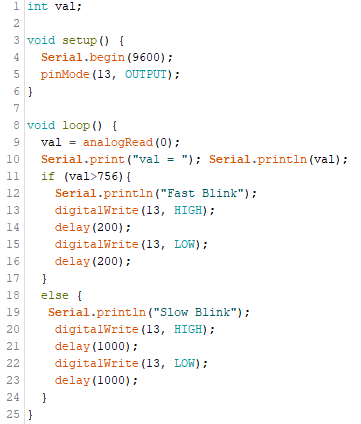 1 int val;
2
3 void setup() {
4   Serial.begin(9600);
5   pinMode(13, OUTPUT);
6 }
7
8 void loop() {
9   val = analogRead(0);
10   Serial.print("val = "); Serial.println(val);
11   if (val>756){
12     Serial.println("Fast Blink");
13     digitalWrite(13, HIGH);
14     delay(200);
15     digitalWrite(13, LOW);
16     delay(200);
17   }
18   else {
19    Serial.println("Slow Blink");
20     digitalWrite(13, HIGH);
21     delay(1000);
22     digitalWrite(13, LOW);
23     delay(1000);
24   }
25 }